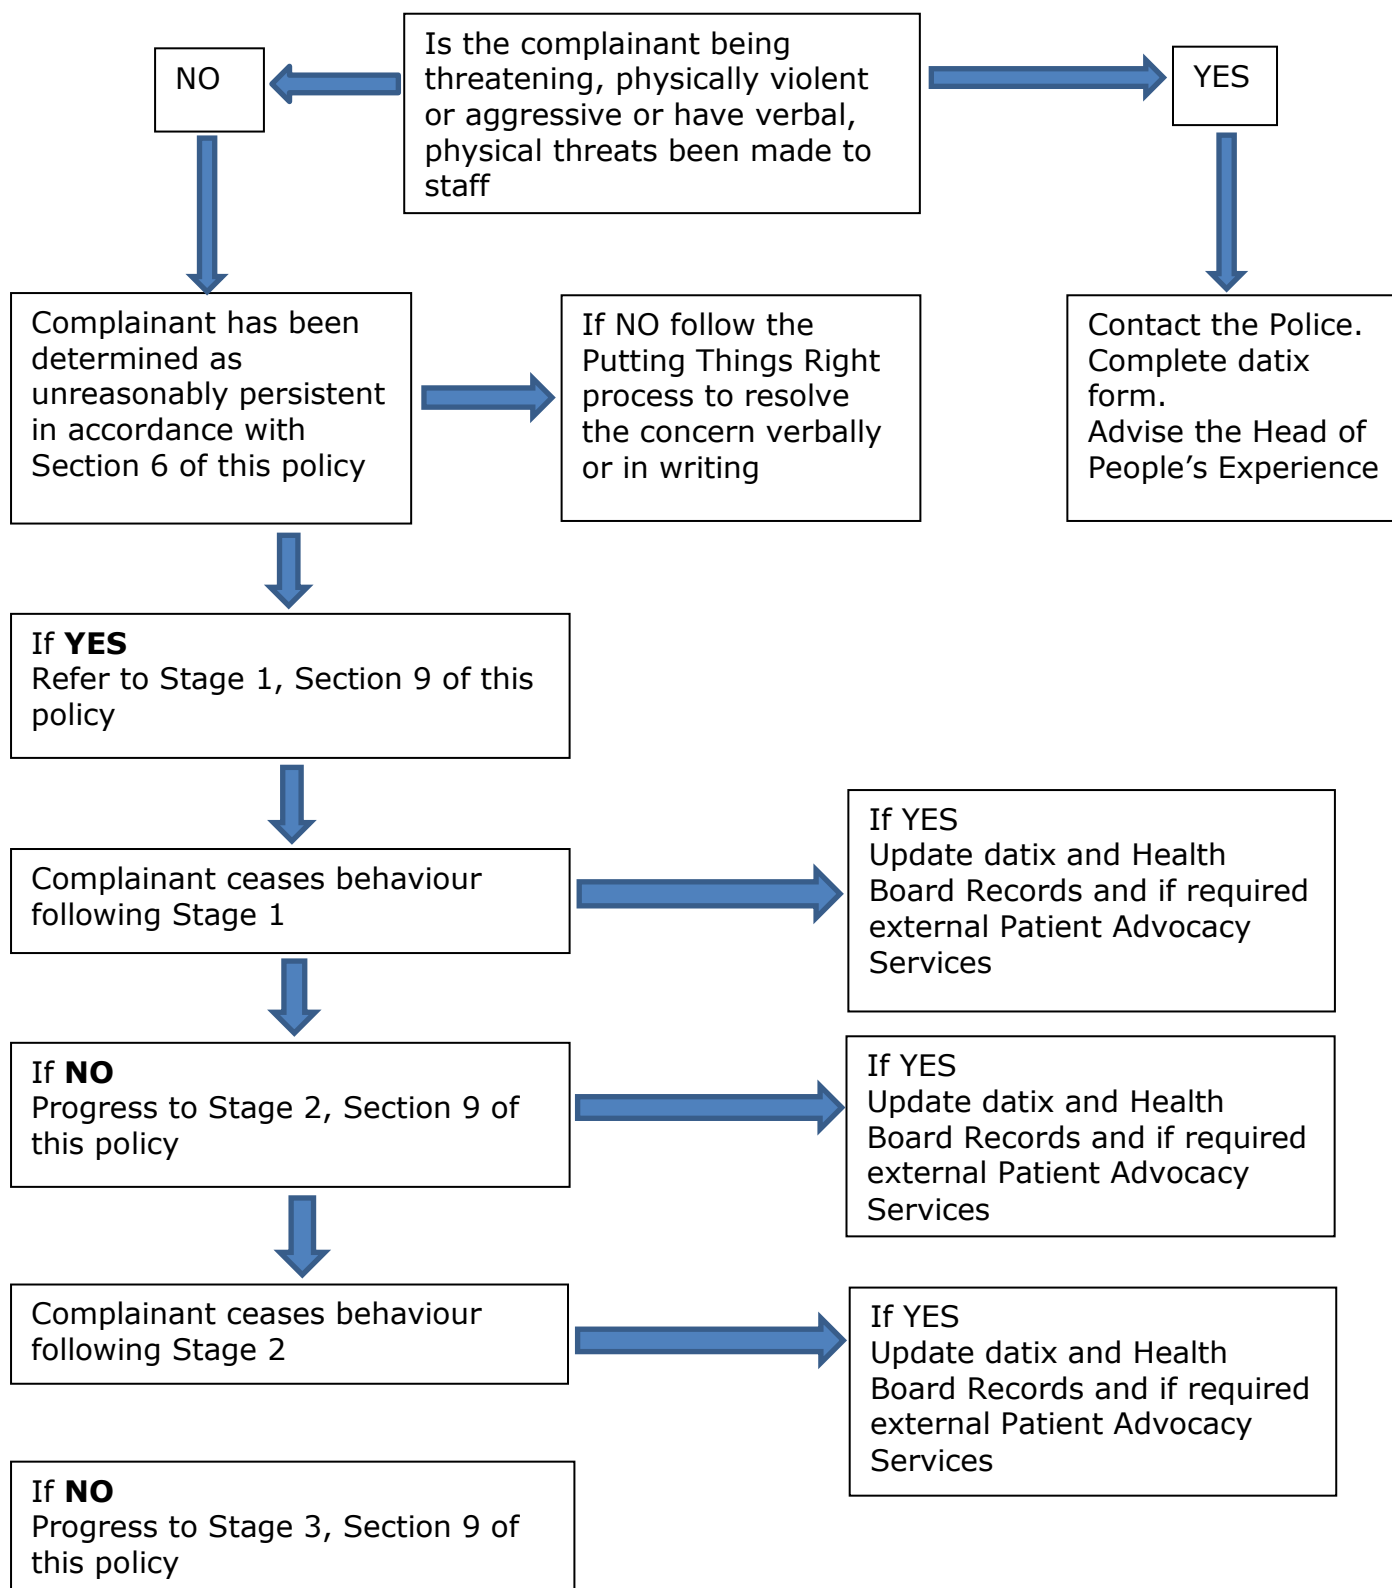 Is the complainant being
threatening, physically violent
or aggressive or have verbal,
physical threats been made to
staff
NO
YES
Complainant has been
determined as
unreasonably persistent
in accordance with
Section 6 of this policy
If NO follow the
Putting Things Right
process to resolve
the concern verbally
or in writing
Contact the Police.
Complete datix
form.
Advise the Head of
People’s Experience
If YES
Refer to Stage 1, Section 9 of this
policy
Complainant ceases behaviour
following Stage 1
If YES
Update datix and Health
Board Records and if required
external Patient Advocacy
Services
If NO
Progress to Stage 2, Section 9 of
this policy
If YES
Update datix and Health
Board Records and if required
external Patient Advocacy
Services
Complainant ceases behaviour
following Stage 2
If YES
Update datix and Health
Board Records and if required
external Patient Advocacy
Services
If NO
Progress to Stage 3, Section 9 of
this policy